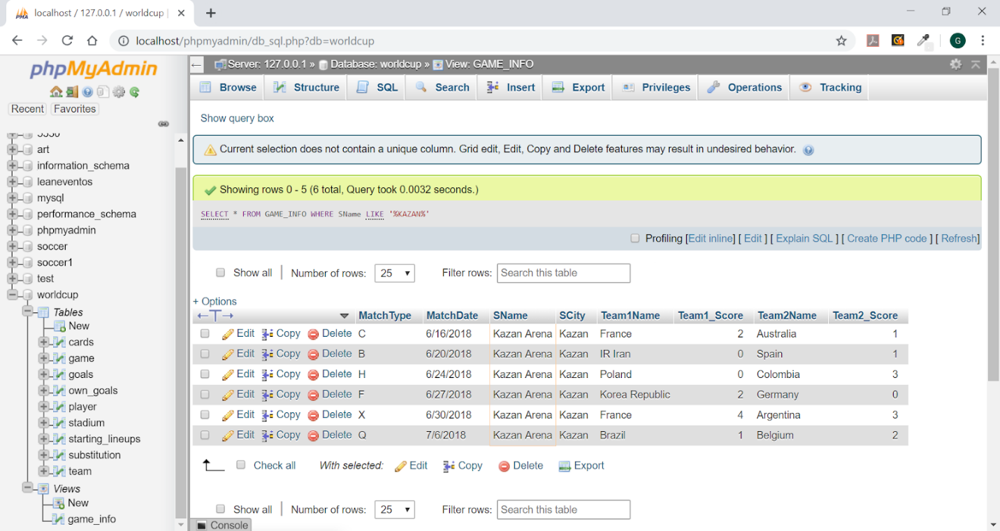 localhost / 127.0.0.1 / worldcup |
localhost/phpmyadmin/db_sql.php?db=worldcup
G
phpMyAdmin
Recent Favorites
art
information_schema
leaneventos
mysql
performance_schema
phpmyadmin
soccer
soccer1
test
worldcup
Tables
New
cards
game
goals
own_goals
player
stadium
starting_lineups
substitution
team
Views
New
game_info
Server: 127.0.0.1 » Database: worldcup » View: GAME_INFO
Browse Structure SQL Search Insert Export Privileges Operations Tracking
Show query box
Current selection does not contain a unique column. Grid edit, Edit, Copy and Delete features may result in undesired behavior.
Showing rows 0 - 5 (6 total, Query took 0.0032 seconds.)
SELECT * FROM GAME_INFO WHERE SName LIKE '%KAZAN%'
Profiling [Edit inline] [ Edit ] [ Explain SQL ] [ Create PHP code ] [ Refresh]
Show all | Number of rows: 25 Filter rows: Search this table
+ Options
MatchType MatchDate SName SCity Team1Name Team1_Score Team2Name Team2_Score
Edit Copy Delete C 6/16/2018 Kazan Arena Kazan France 2 Australia 1
Edit Copy Delete B 6/20/2018 Kazan Arena Kazan IR Iran 0 Spain 1
Edit Copy Delete H 6/24/2018 Kazan Arena Kazan Poland 0 Colombia 3
Edit Copy Delete F 6/27/2018 Kazan Arena Kazan Korea Republic 2 Germany 0
Edit Copy Delete X 6/30/2018 Kazan Arena Kazan France 4 Argentina 3
Edit Copy Delete Q 7/6/2018 Kazan Arena Kazan Brazil 1 Belgium 2
Check all With selected: Edit Copy Delete Export
Show all | Number of rows: 25 Filter rows: Search this table
Console